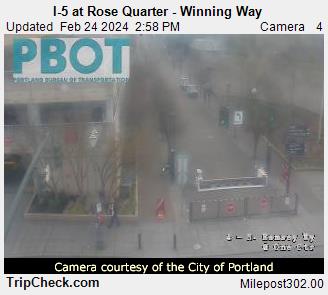 I-5 at Rose Quarter - Winning Way
Updated Feb 24 2024 2:58 PM Camera 4
PBOT
PORTLAND BUREAU OF TRANSPORTATION
Camera courtesy of the City of Portland
TripCheck.com Milepost302.00